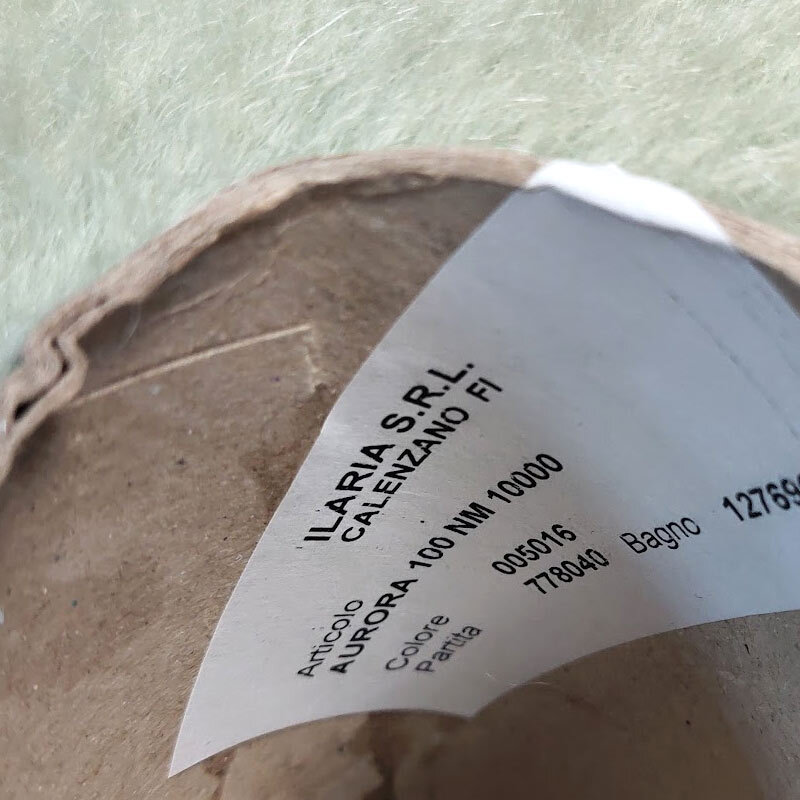 ILARIA S.R.L.
CALENZANO FI
Articolo
AURORA 100 NM 10000
Colore 005016
Partita 778040 Bagno